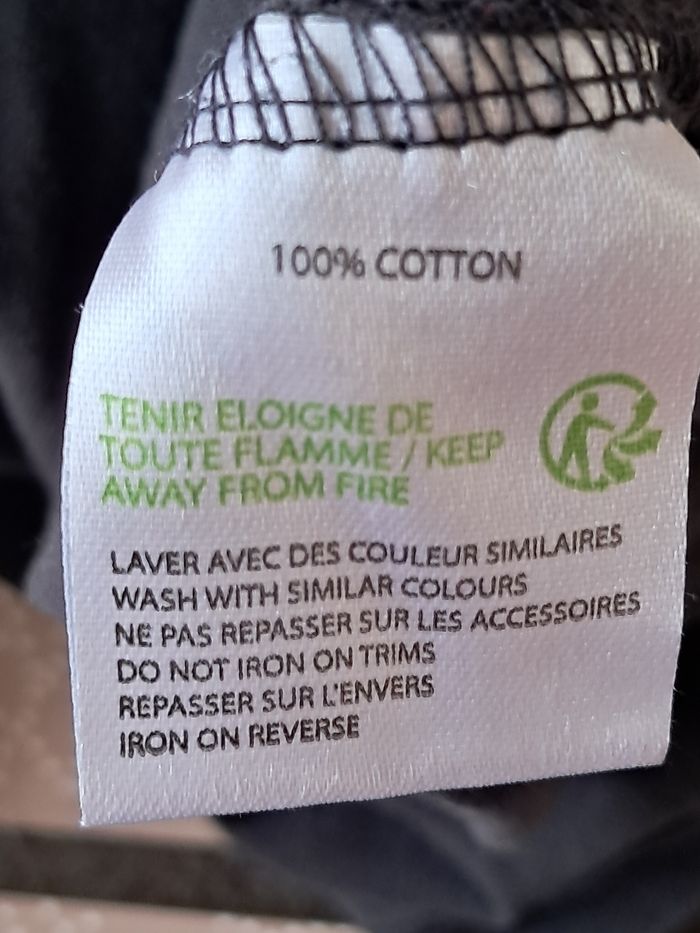 100% COTTON
TENIR ELOIGNE DE
TOUTE FLAMME / KEEP
AWAY FROM FIRE
LAVER AVEC DES COULEUR SIMILAIRES
WASH WITH SIMILAR COLOURS
NE PAS REPASSER SUR LES ACCESSOIRES
DO NOT IRON ON TRIMS
REPASSER SUR L'ENVERS
IRON ON REVERSE